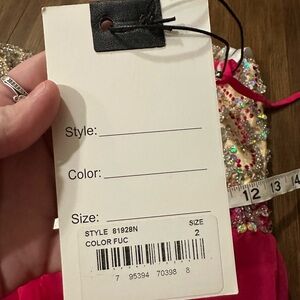 Style:
Color:
Size:
STYLE 81928N SIZE
COLOR FUC 2
7 95394 70398 8
12 13 14